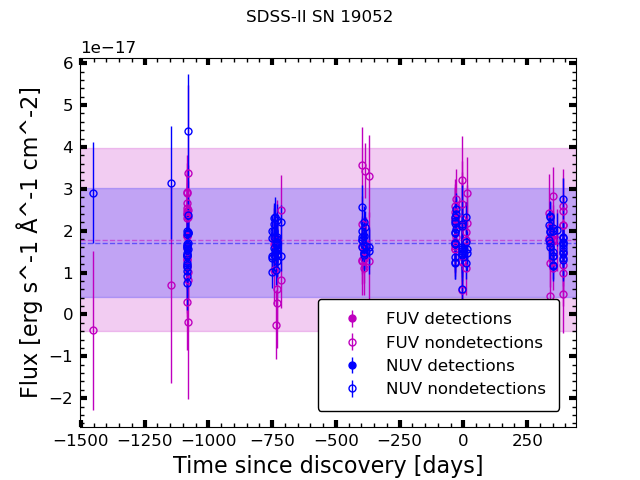 SDSS-II SN 19052
1e−17
6
5
4
3
2
1
0
−1
−2
Flux [erg s^-1 Å^-1 cm^-2]
FUV detections
FUV nondetections
NUV detections
NUV nondetections
−1500 −1250 −1000 −750 −500 −250 0 250
Time since discovery [days]